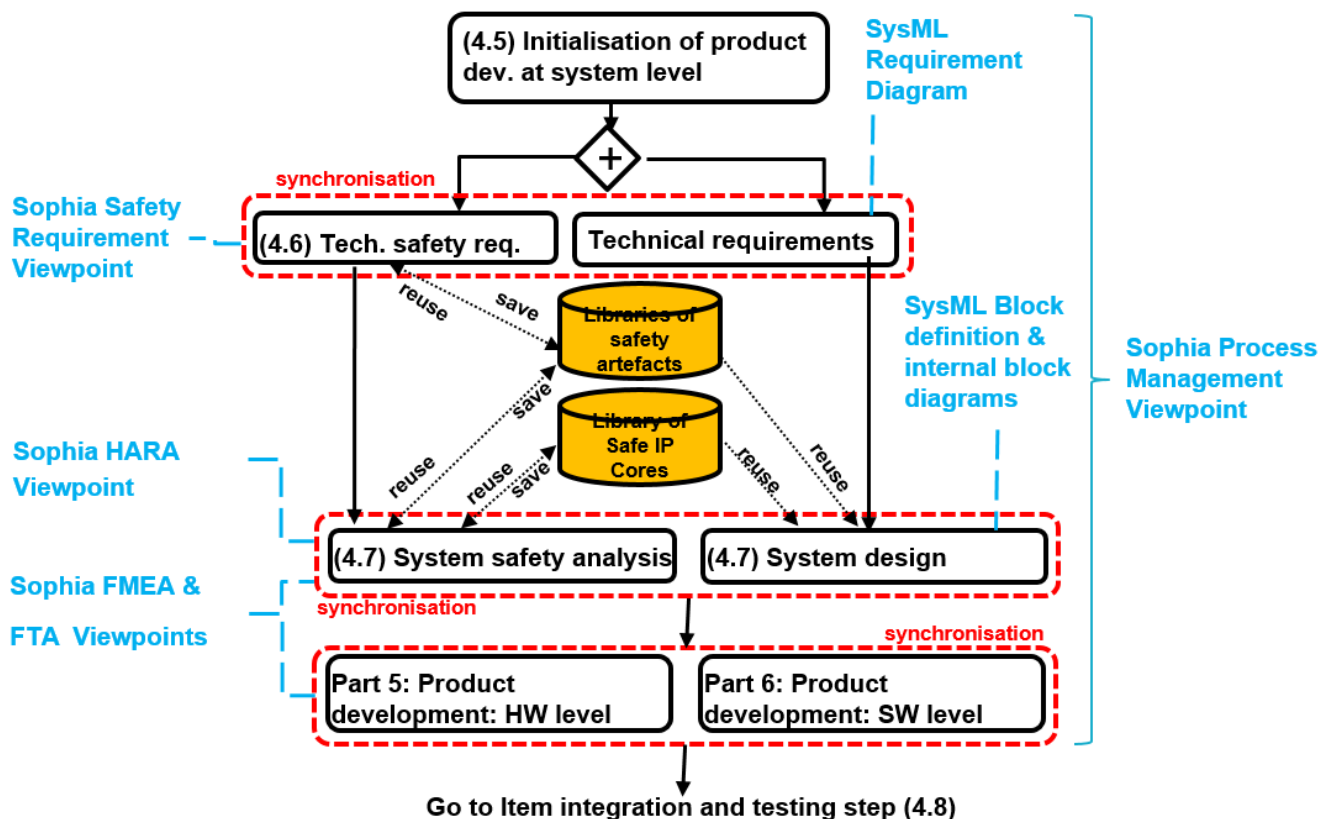 (4.5) Initialisation of product
dev. at system level
SysML
Requirement
Diagram
synchronisation
Sophia Safety
Requirement
Viewpoint
(4.6) Tech. safety req.
Technical requirements
reuse
save
Libraries of
safety
artefacts
SysML Block
definition &
internal block
diagrams
Sophia Process
Management
Viewpoint
save
reuse
Library of
Safe IP
Cores
reuse
save
reuse
reuse
Sophia HARA
Viewpoint
(4.7) System safety analysis
(4.7) System design
Sophia FMEA &
FTA Viewpoints
synchronisation
synchronisation
Part 5: Product
development: HW level
Part 6: Product
development: SW level
Go to Item integration and testing step (4.8)